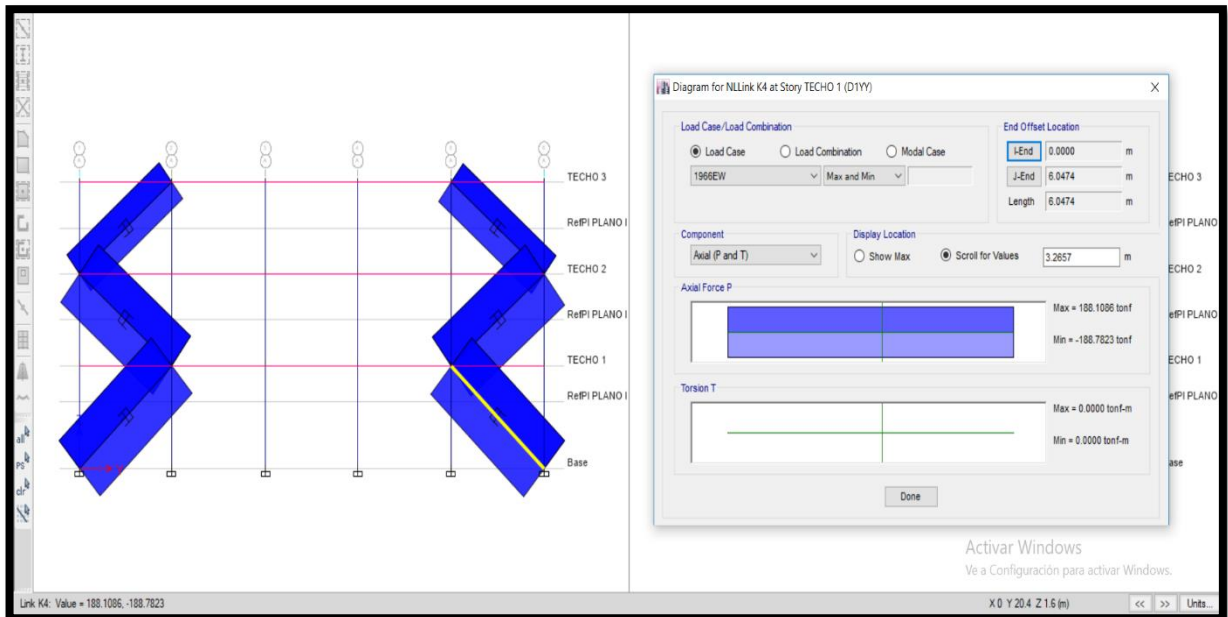 Diagram for NLLink K4 at Story TECHO 1 (D1YY)
Load Case/Load Combination
Load Case Load Combination Modal Case
1966EW Max and Min
End Offset Location
I-End 0.0000 m
J-End 6.0474 m
Length 6.0474 m
Component
Axial (P and T)
Display Location
Show Max Scroll for Values 3.2657 m
Axial Force P
Max = 188.1086 tonf
Min = -188.7823 tonf
Torsion T
Max = 0.0000 tonf-m
Min = 0.0000 tonf-m
Done
TECHO 3
RefPl PLANO I
TECHO 2
RefPl PLANO I
TECHO 1
RefPl PLANO I
Base
ECHO 3
efPl PLANO
ECHO 2
efPl PLANO
ECHO 1
efPl PLANO
ase
all
ps
clr
Activar Windows
Ve a Configuración para activar Windows.
Link K4: Value = 188.1086, -188.7823
X 0 Y 20.4 Z 1.6 (m)
<< >> Units...